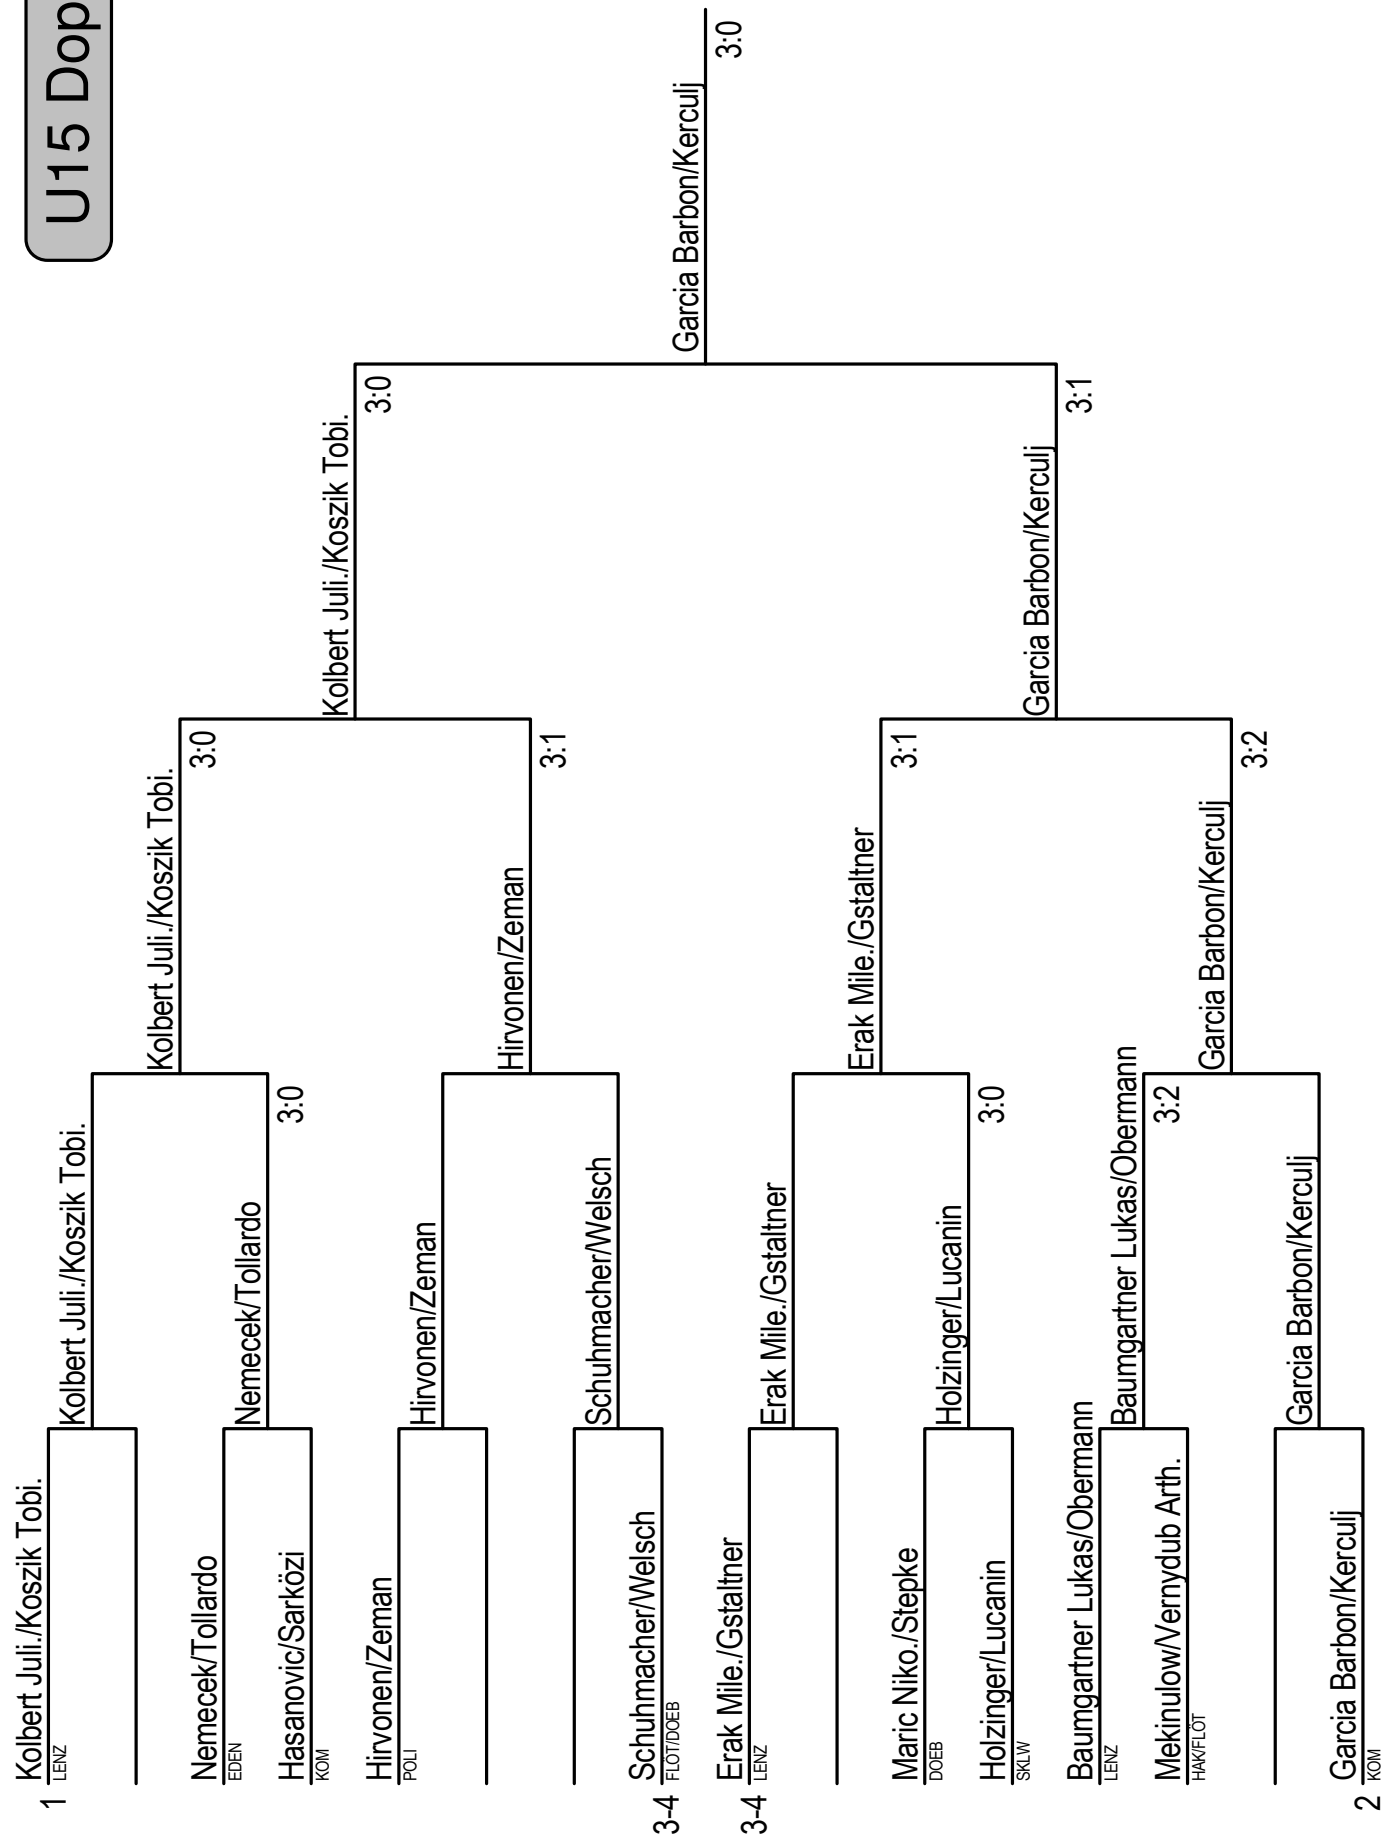 U15 Dop
1
Kolbert Juli./Koszik Tobi.
LENZ
Nemecek/Tollardo
EDEN
Hasanovic/Sarközi
KOM
Hirvonen/Zeman
POLI
3-4
Schuhmacher/Welsch
FLÖT/DOEB
3-4
Erak Mile./Gstaltner
LENZ
Maric Niko./Stepke
DOEB
Holzinger/Lucanin
SKLW
Baumgartner Lukas/Obermann
LENZ
Mekinulow/Vernydub Arth.
HAK/FLÖT
2
Garcia Barbon/Kerculj
KOM
Kolbert Juli./Koszik Tobi.
Nemecek/Tollardo
3:0
Hirvonen/Zeman
Schuhmacher/Welsch
Erak Mile./Gstaltner
Holzinger/Lucanin
3:0
Baumgartner Lukas/Obermann
3:2
Garcia Barbon/Kerculj
Kolbert Juli./Koszik Tobi.
3:0
Hirvonen/Zeman
3:1
Erak Mile./Gstaltner
3:1
Garcia Barbon/Kerculj
3:2
Kolbert Juli./Koszik Tobi.
3:0
Garcia Barbon/Kerculj
3:1
Garcia Barbon/Kerculj
3:0